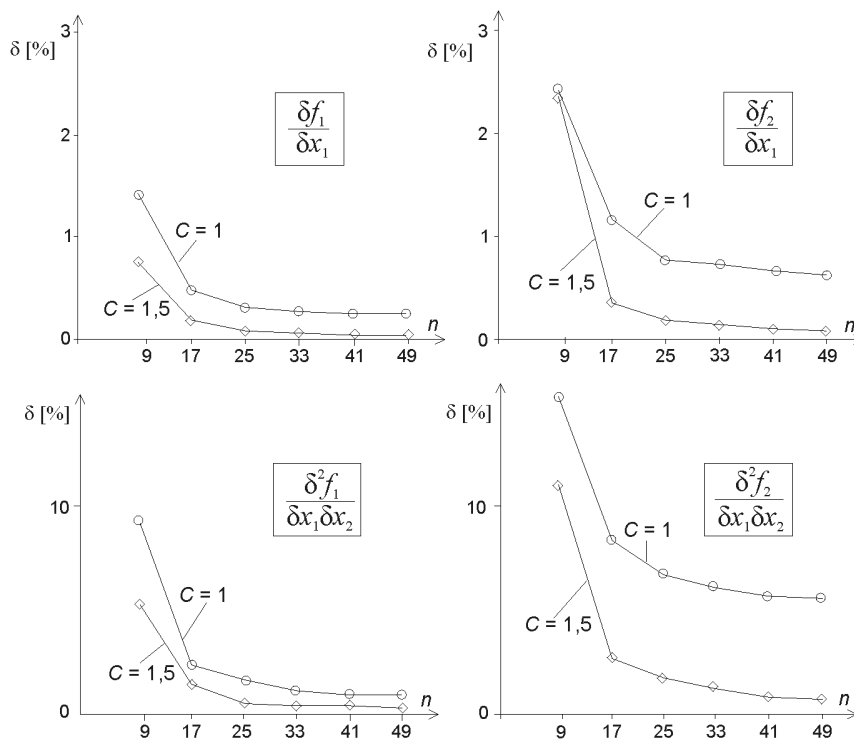 3
δ [%]
2
1
0
δf₁
δx₁
C = 1
C = 1,5
n
9 17 25 33 41 49
3
δ [%]
2
1
0
δf₂
δx₁
C = 1
C = 1,5
n
9 17 25 33 41 49
δ [%]
10
0
δ²f₁
δx₁δx₂
C = 1
C = 1,5
n
9 17 25 33 41 49
δ [%]
10
0
δ²f₂
δx₁δx₂
C = 1
C = 1,5
n
9 17 25 33 41 49